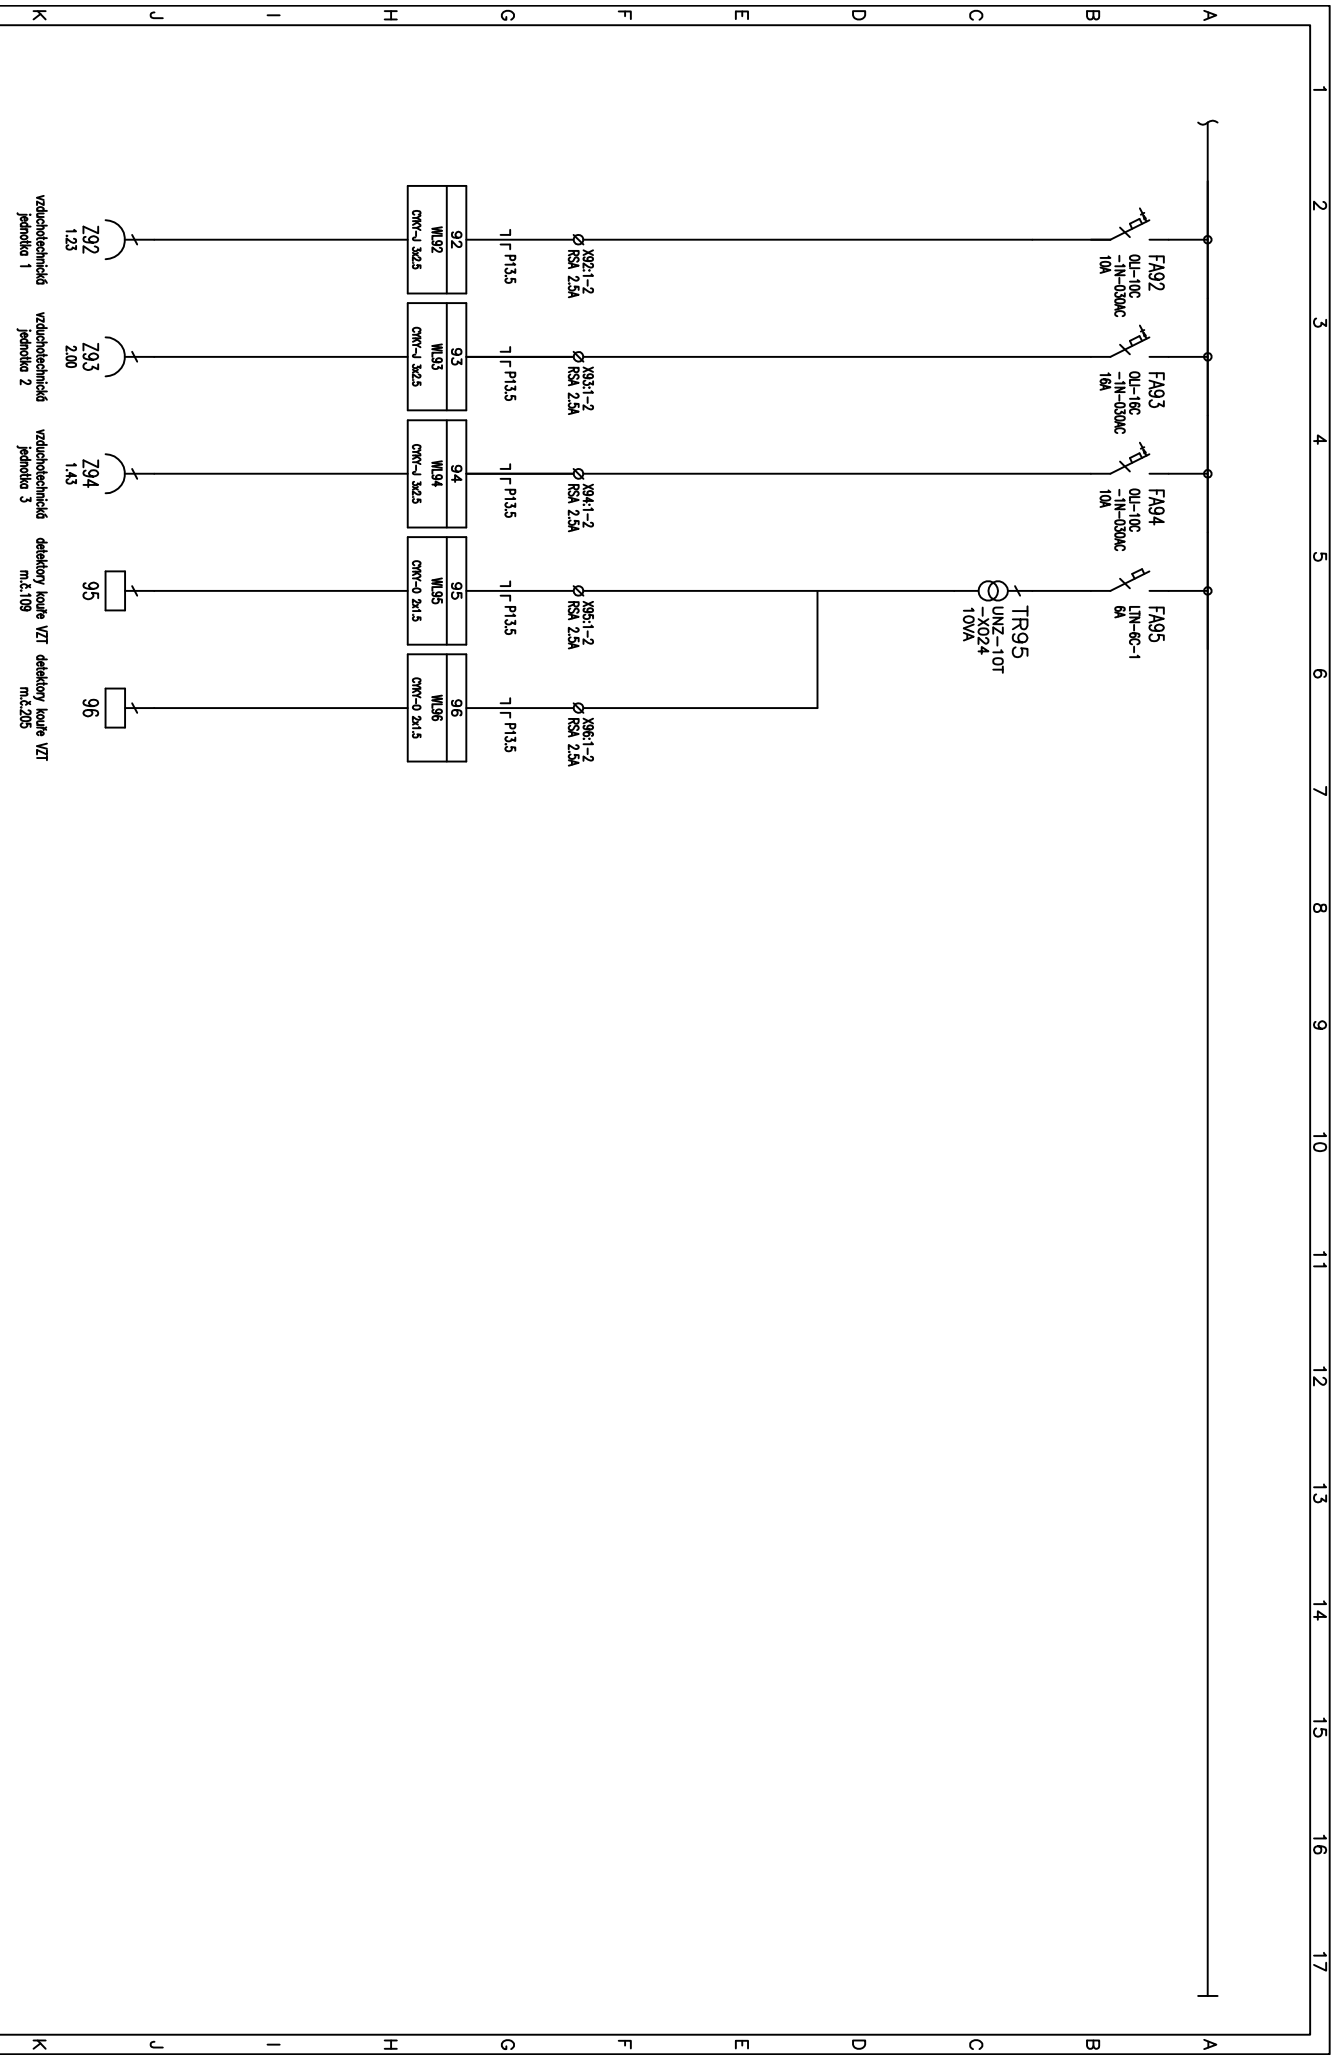 1
2
3
4
5
6
7
8
9
10
11
12
13
14
15
16
17
A
A
B
B
C
C
D
D
E
E
F
F
G
G
H
H
I
I
J
J
K
K
FA92
OLI-10C
-1N-030AC
10A
FA93
OLI-16C
-1N-030AC
16A
FA94
OLI-10C
-1N-030AC
10A
FA95
LTN-6C-1
6A
TR95
UNZ-10T
-X024
10VA
X92:1-2
RSA 2.5A
X93:1-2
RSA 2.5A
X94:1-2
RSA 2.5A
X95:1-2
RSA 2.5A
X96:1-2
RSA 2.5A
P13.5
P13.5
P13.5
P13.5
P13.5
92
WL92
CYKY-J 3x2.5
93
WL93
CYKY-J 3x2.5
94
WL94
CYKY-J 3x2.5
95
WL95
CYKY-O 2x1.5
96
WL96
CYKY-O 2x1.5
Z92
1.23
vzduchotechnická
jednotka 1
Z93
2.00
vzduchotechnická
jednotka 2
Z94
1.43
vzduchotechnická
jednotka 3
95
detektory kouře VZT
m.č.109
96
detektory kouře VZT
m.č.205